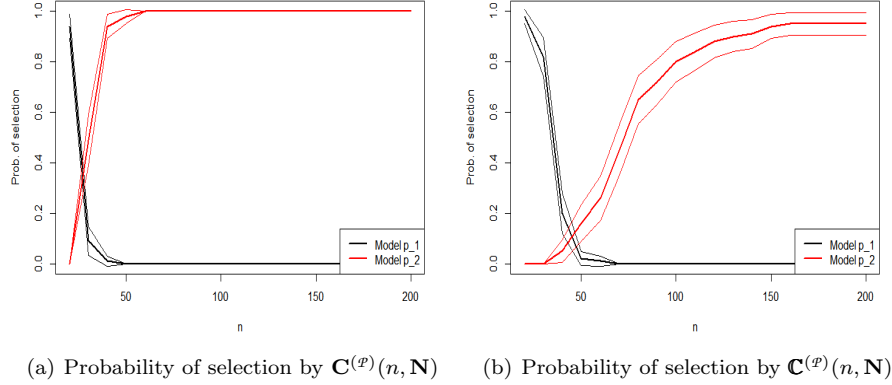 Prob. of selection
1.0
0.8
0.6
0.4
0.2
0.0
50
100
150
200
n
Model p_1
Model p_2
Prob. of selection
1.0
0.8
0.6
0.4
0.2
0.0
50
100
150
200
n
Model p_1
Model p_2
(a) Probability of selection by 𝐂^(𝒫)(n, 𝐍)
(b) Probability of selection by ℂ^(𝒫)(n, 𝐍)